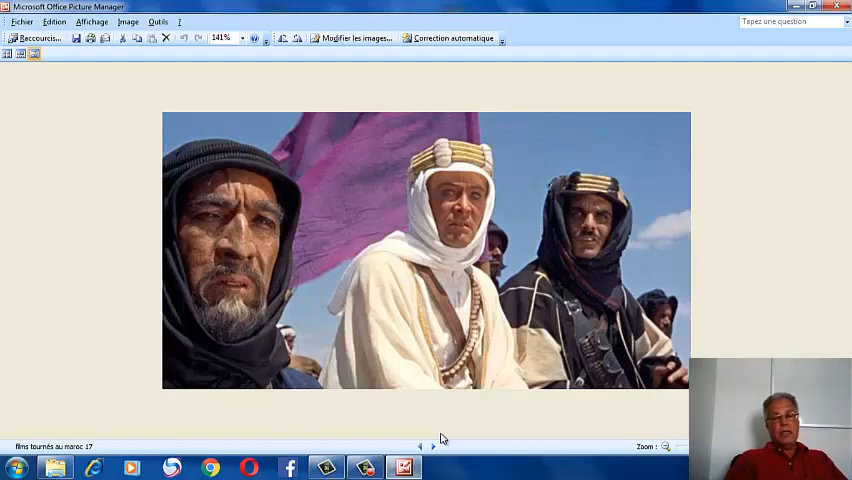 Microsoft Office Picture Manager
Fichier Edition Affichage Image Outils ? Tapez une question
Raccourcis... 141% Modifier les images... Correction automatique
films tournés au maroc 17 Zoom :